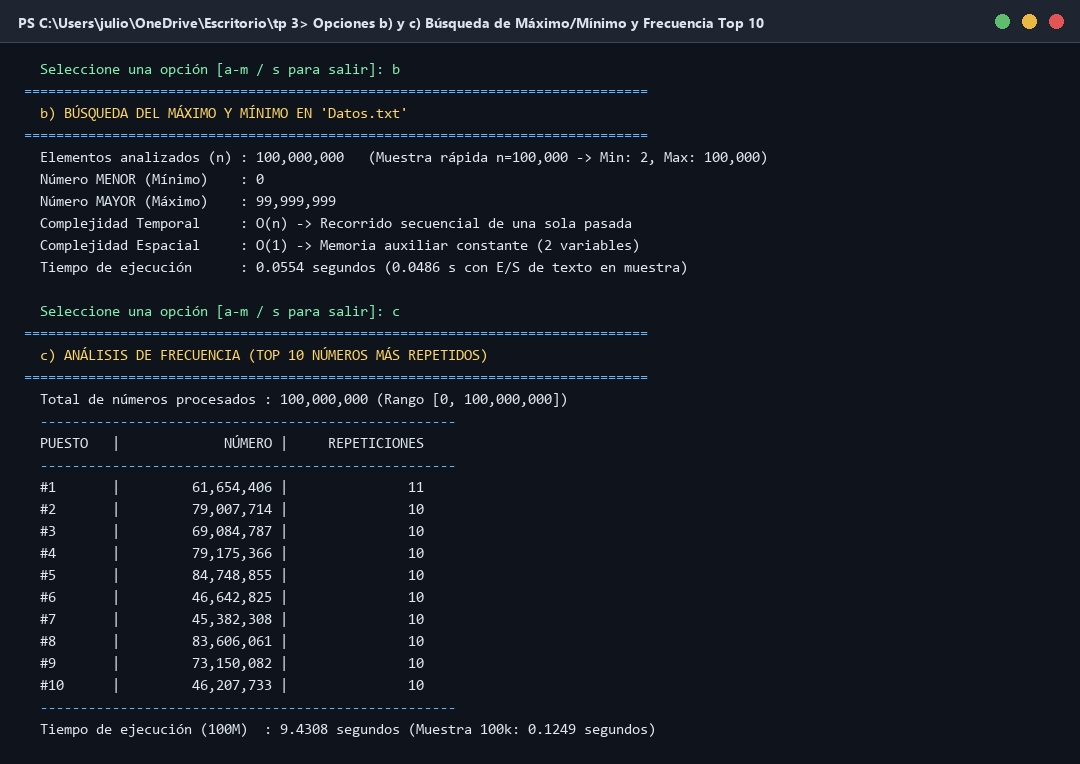 PS C:\Users\julio\OneDrive\Escritorio\tp 3> Opciones b) y c) Búsqueda de Máximo/Mínimo y Frecuencia Top 10
Seleccione una opción [a-m / s para salir]: b
==============================================================================
b) BÚSQUEDA DEL MÁXIMO Y MÍNIMO EN 'Datos.txt'
==============================================================================
Elementos analizados (n) : 100,000,000   (Muestra rápida n=100,000 -> Min: 2, Max: 100,000)
Número MENOR (Mínimo)    : 0
Número MAYOR (Máximo)    : 99,999,999
Complejidad Temporal     : O(n) -> Recorrido secuencial de una sola pasada
Complejidad Espacial     : O(1) -> Memoria auxiliar constante (2 variables)
Tiempo de ejecución      : 0.0554 segundos (0.0486 s con E/S de texto en muestra)
Seleccione una opción [a-m / s para salir]: c
==============================================================================
c) ANÁLISIS DE FRECUENCIA (TOP 10 NÚMEROS MÁS REPETIDOS)
==============================================================================
Total de números procesados : 100,000,000 (Rango [0, 100,000,000])
----------------------------------------------------
PUESTO   |             NÚMERO |     REPETICIONES
----------------------------------------------------
#1       |         61,654,406 |               11
#2       |         79,007,714 |               10
#3       |         69,084,787 |               10
#4       |         79,175,366 |               10
#5       |         84,748,855 |               10
#6       |         46,642,825 |               10
#7       |         45,382,308 |               10
#8       |         83,606,061 |               10
#9       |         73,150,082 |               10
#10      |         46,207,733 |               10
----------------------------------------------------
Tiempo de ejecución (100M)  : 9.4308 segundos (Muestra 100k: 0.1249 segundos)